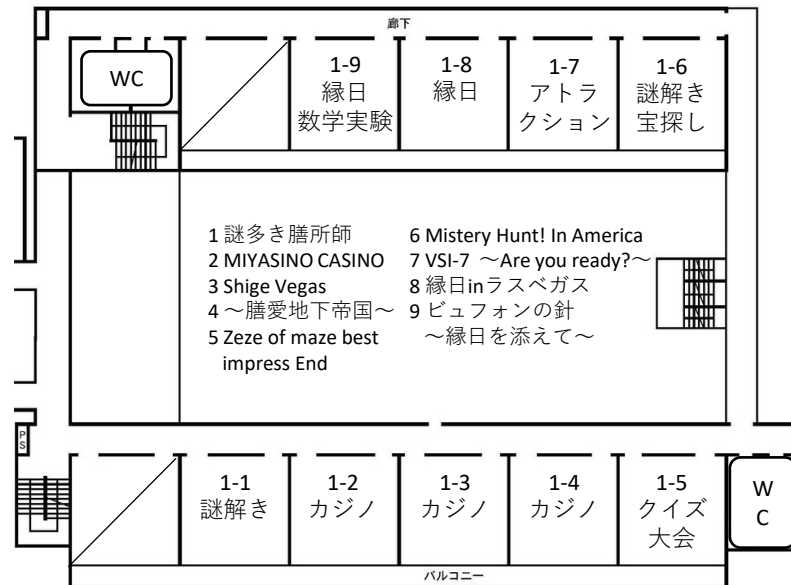 廊下
WC
1-9
縁日
数学実験
1-8
縁日
1-7
アトラ
クション
1-6
謎解き
宝探し
1 謎多き膳所師
2 MIYASINO CASINO
3 Shige Vegas
4 ～膳愛地下帝国～
5 Zeze of maze best
impress End
6 Mistery Hunt! In America
7 VSI-7 ～Are you ready?～
8 縁日inラスベガス
9 ビュフォンの針
～縁日を添えて～
PS
1-1
謎解き
1-2
カジノ
1-3
カジノ
1-4
カジノ
1-5
クイズ
大会
W
C
バルコニー